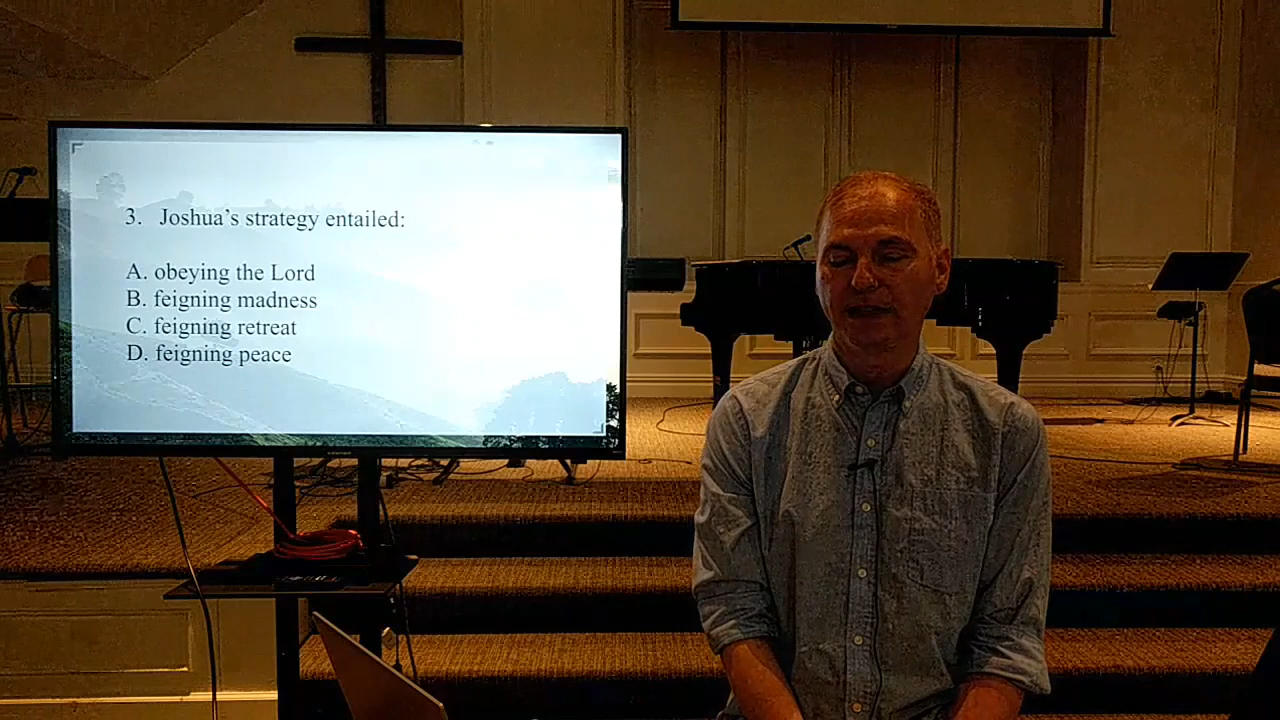 3. Joshua's strategy entailed:
A. obeying the Lord
B. feigning madness
C. feigning retreat
D. feigning peace